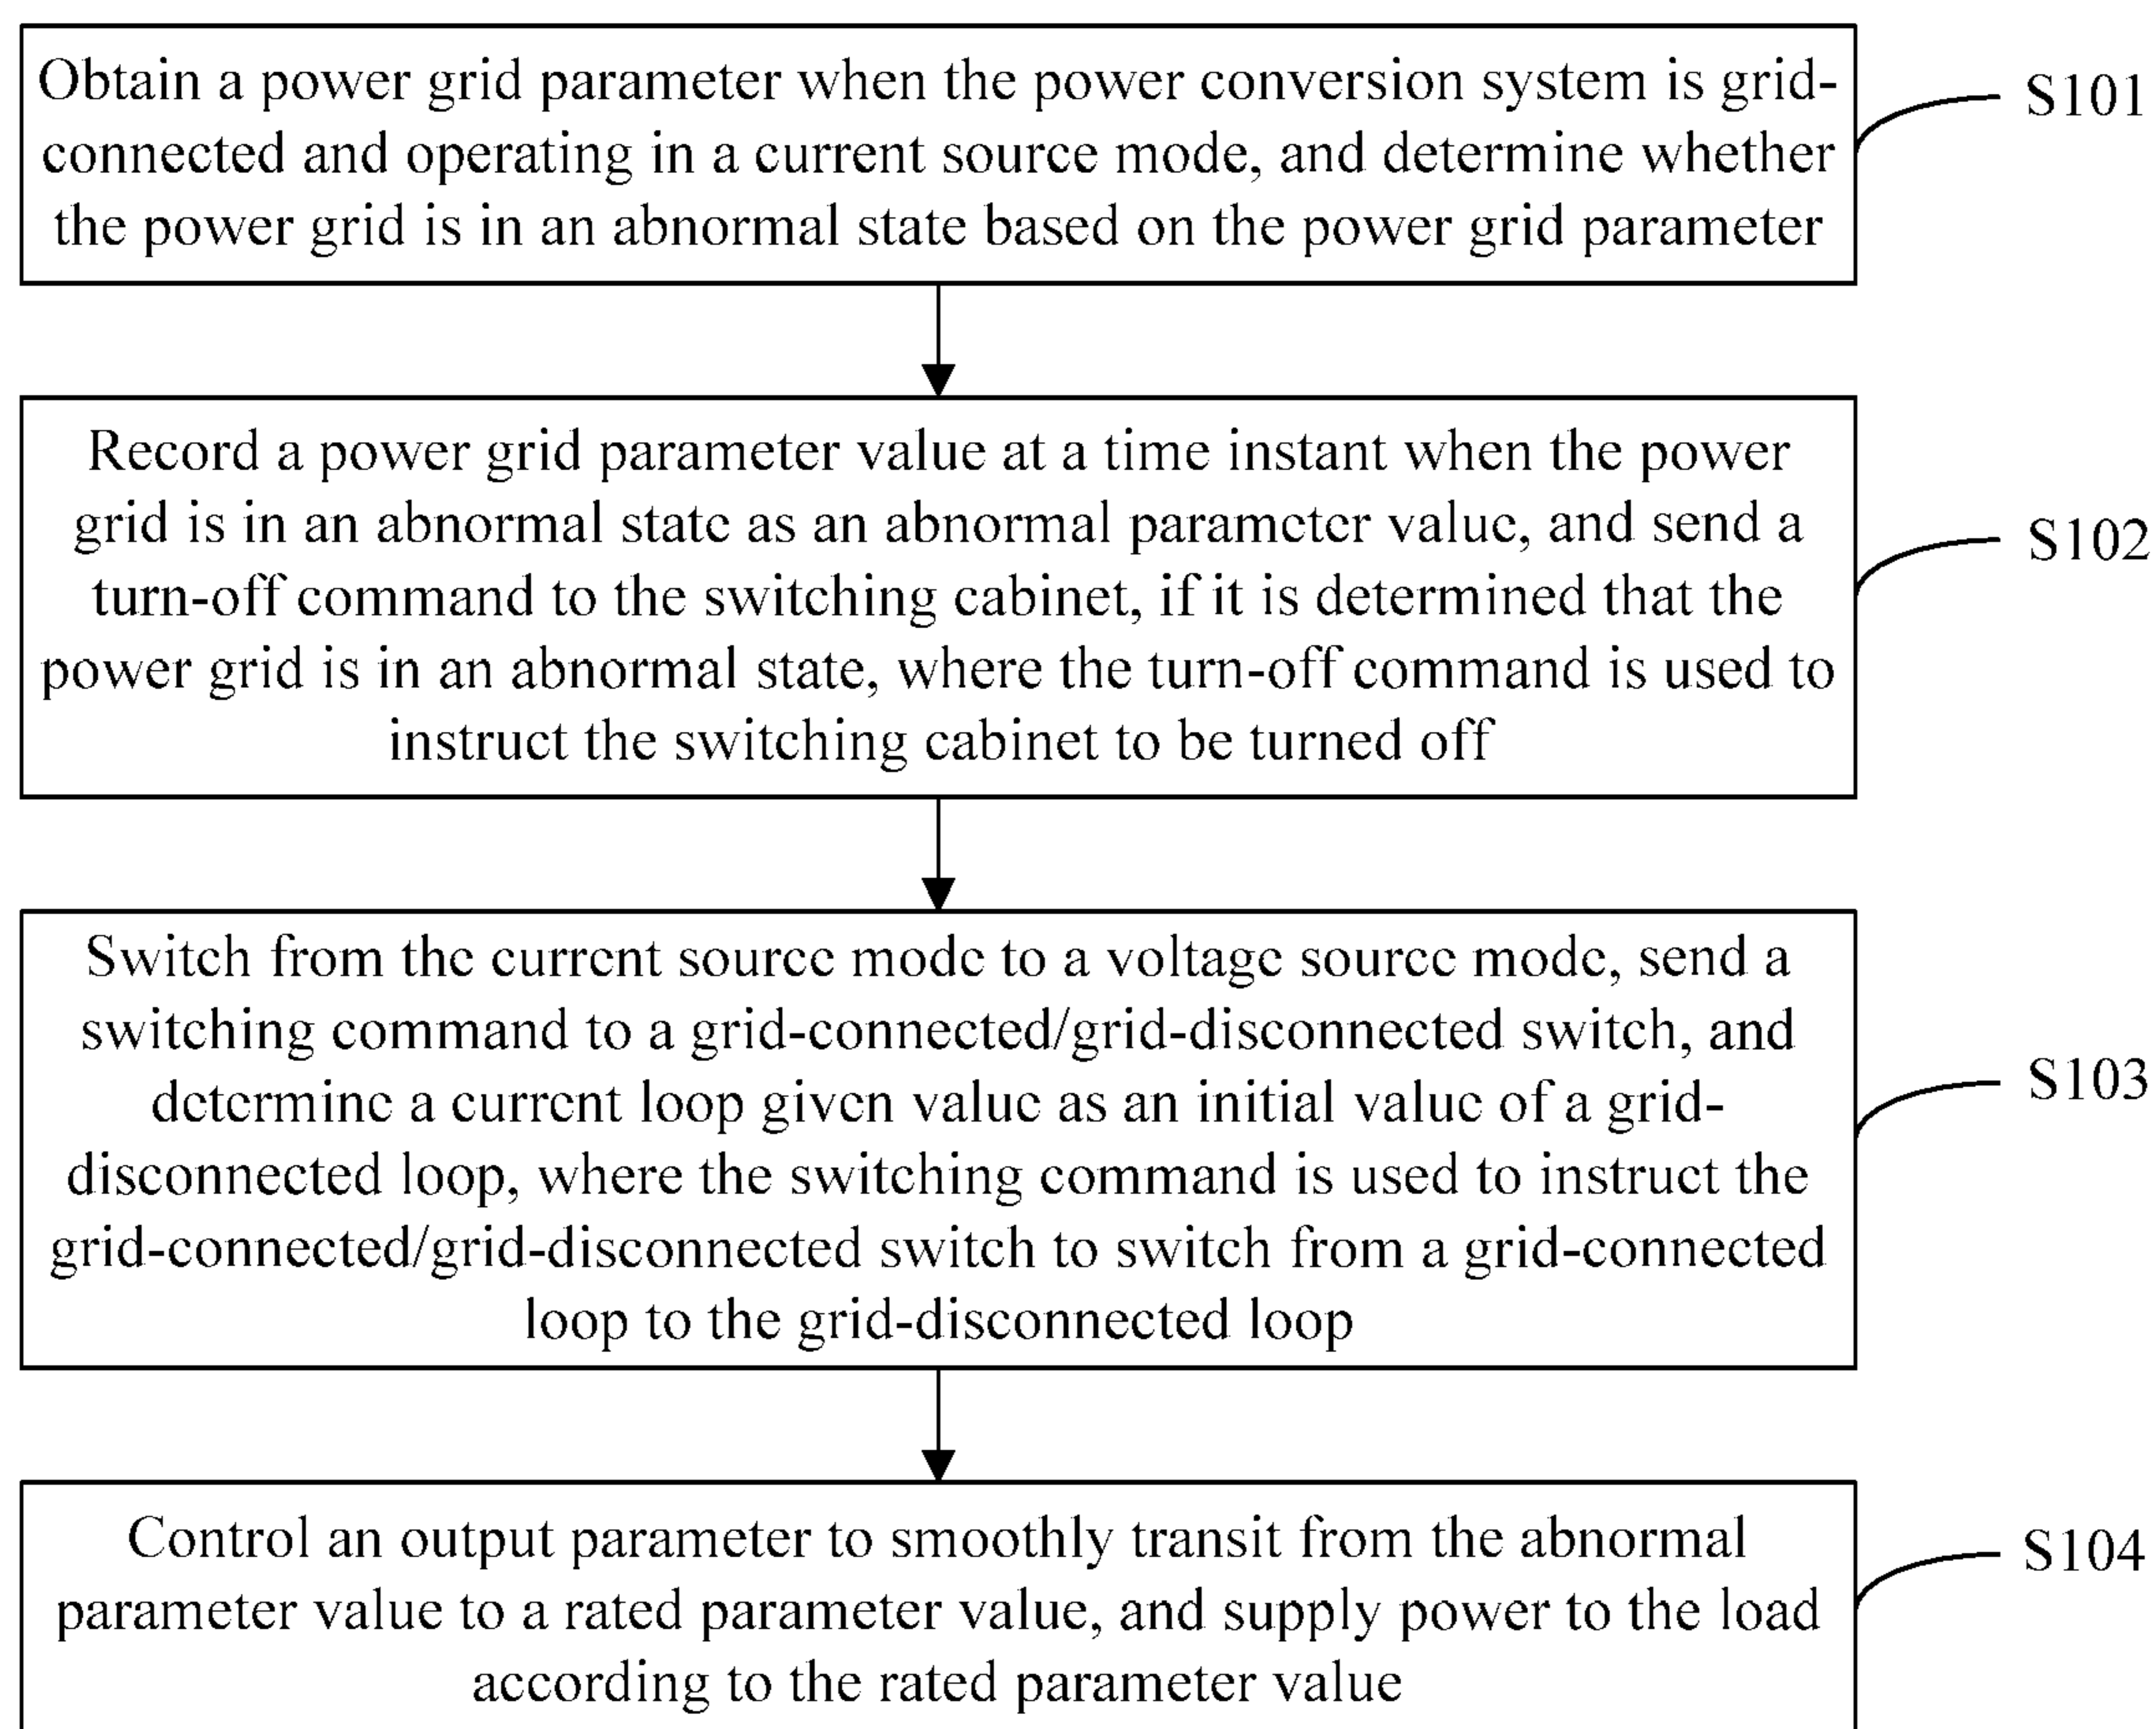 Obtain a power grid parameter when the power conversion system is grid-
connected and operating in a current source mode, and determine whether
the power grid is in an abnormal state based on the power grid parameter
S101
Record a power grid parameter value at a time instant when the power
grid is in an abnormal state as an abnormal parameter value, and send a
turn-off command to the switching cabinet, if it is determined that the
power grid is in an abnormal state, where the turn-off command is used to
instruct the switching cabinet to be turned off
S102
Switch from the current source mode to a voltage source mode, send a
switching command to a grid-connected/grid-disconnected switch, and
determine a current loop given value as an initial value of a grid-
disconnected loop, where the switching command is used to instruct the
grid-connected/grid-disconnected switch to switch from a grid-connected
loop to the grid-disconnected loop
S103
Control an output parameter to smoothly transit from the abnormal
parameter value to a rated parameter value, and supply power to the load
according to the rated parameter value
S104